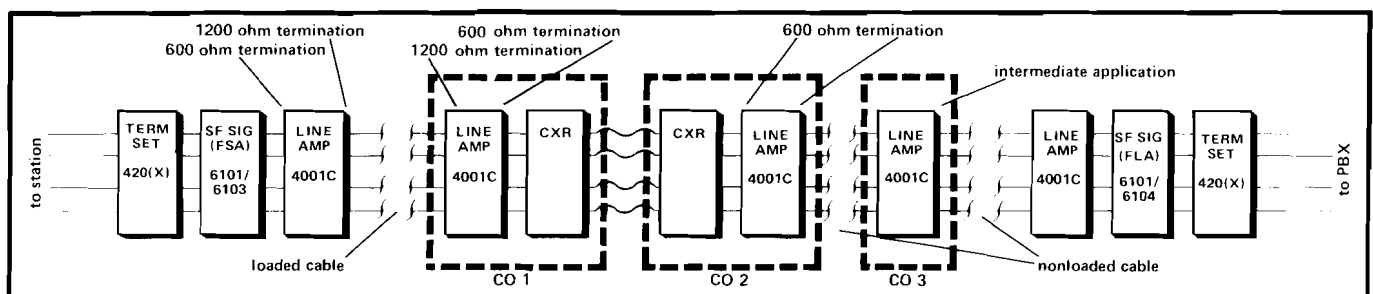 1200 ohm termination
600 ohm termination
600 ohm termination
1200 ohm termination
600 ohm termination
intermediate application
to station
TERM
SET
420(X)
SF SIG
(FSA)
6101/
6103
LINE
AMP
4001C
LINE
AMP
4001C
CXR
CXR
LINE
AMP
4001C
LINE
AMP
4001C
LINE
AMP
4001C
SF SIG
(FLA)
6101/
6104
TERM
SET
420(X)
to PBX
loaded cable
CO 1
CO 2
CO 3
nonloaded cable